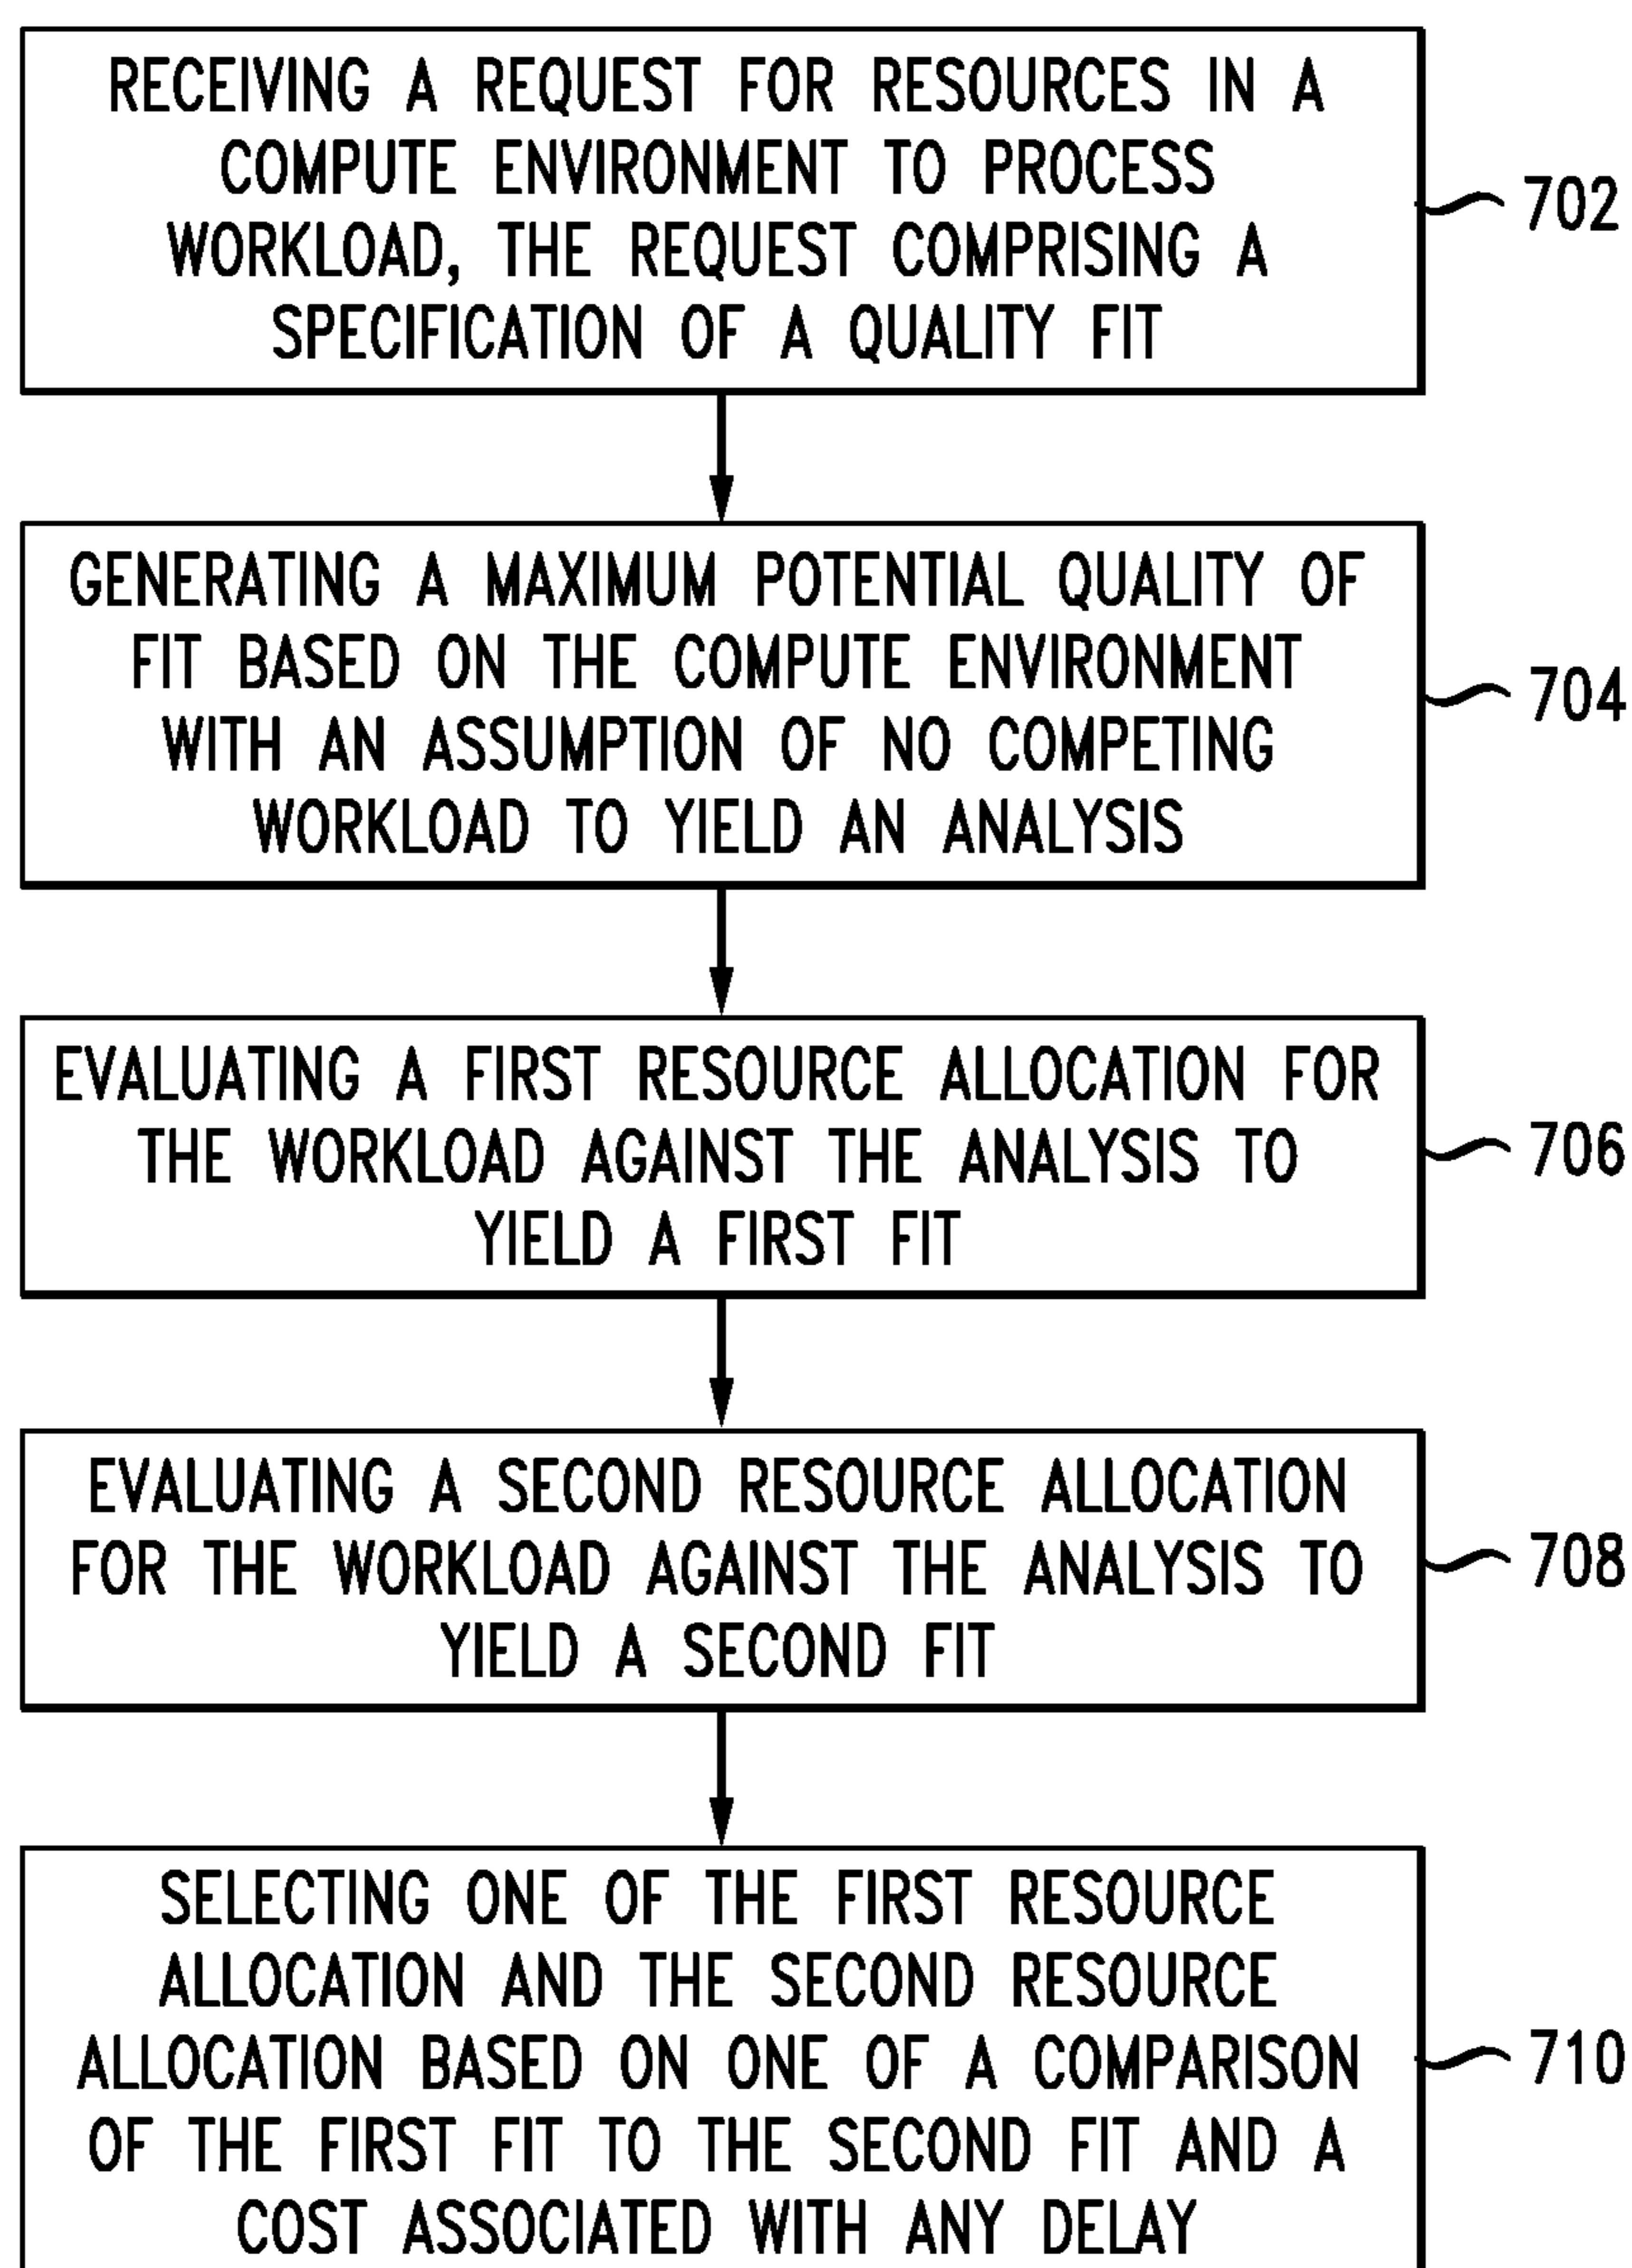 RECEIVING A REQUEST FOR RESOURCES IN A
COMPUTE ENVIRONMENT TO PROCESS
WORKLOAD, THE REQUEST COMPRISING A
SPECIFICATION OF A QUALITY FIT
702
GENERATING A MAXIMUM POTENTIAL QUALITY OF
FIT BASED ON THE COMPUTE ENVIRONMENT
WITH AN ASSUMPTION OF NO COMPETING
WORKLOAD TO YIELD AN ANALYSIS
704
EVALUATING A FIRST RESOURCE ALLOCATION FOR
THE WORKLOAD AGAINST THE ANALYSIS TO
YIELD A FIRST FIT
706
EVALUATING A SECOND RESOURCE ALLOCATION
FOR THE WORKLOAD AGAINST THE ANALYSIS TO
YIELD A SECOND FIT
708
SELECTING ONE OF THE FIRST RESOURCE
ALLOCATION AND THE SECOND RESOURCE
ALLOCATION BASED ON ONE OF A COMPARISON
OF THE FIRST FIT TO THE SECOND FIT AND A
COST ASSOCIATED WITH ANY DELAY
710